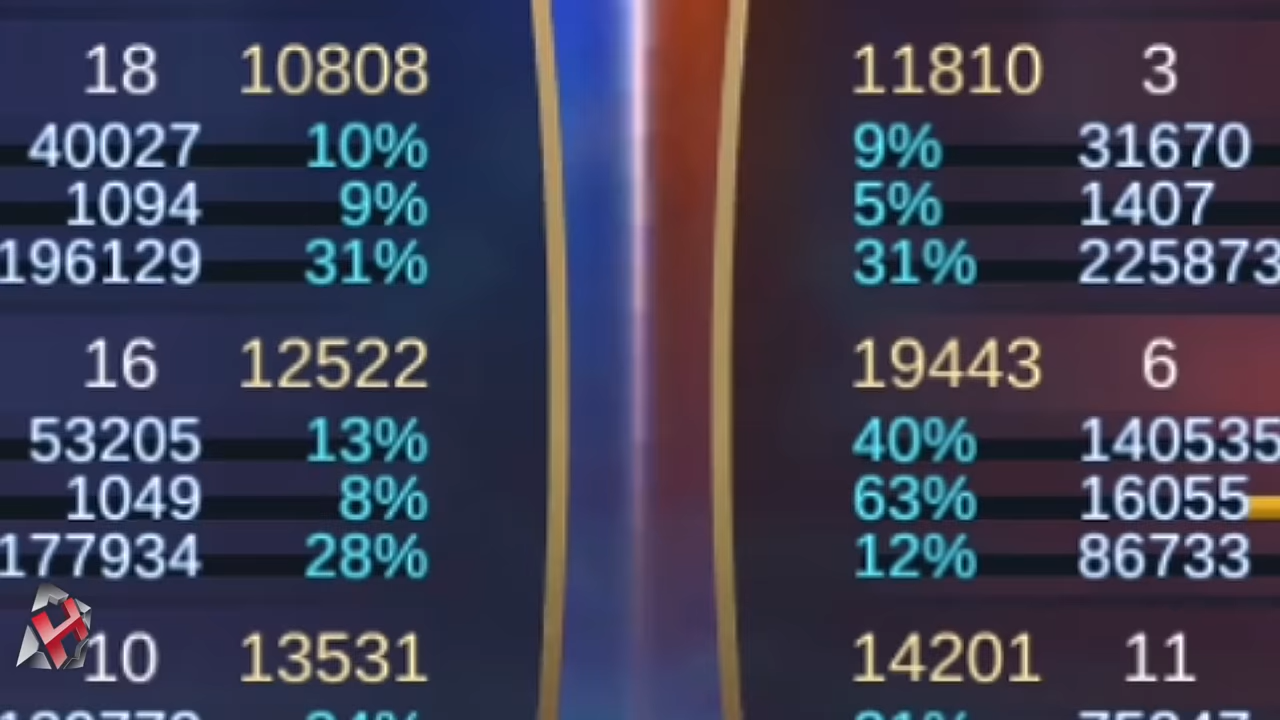 18 10808 11810 3
40027 10% 9% 31670
1094 9% 5% 1407
196129 31% 31% 225873
16 12522 19443 6
53205 13% 40% 140535
1049 8% 63% 16055
177934 28% 12% 86733
10 13531 14201 11